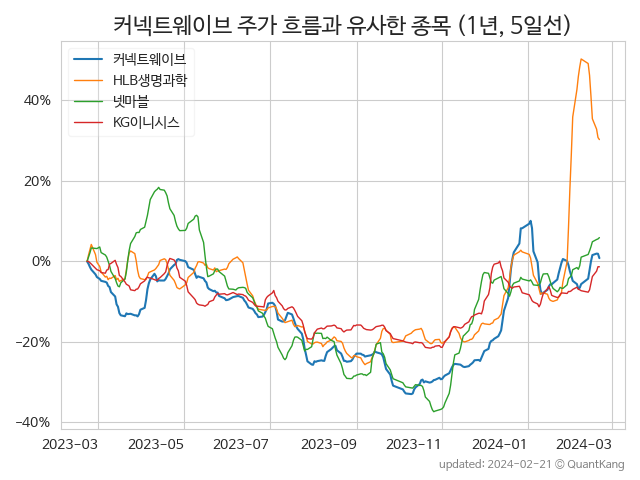 커넥트웨이브 주가 흐름과 유사한 종목 (1년, 5일선)
커넥트웨이브
HLB생명과학
넷마블
KG이니시스
40%
20%
0%
−20%
−40%
2023-03 2023-05 2023-07 2023-09 2023-11 2024-01 2024-03
updated: 2024-02-21 © QuantKang